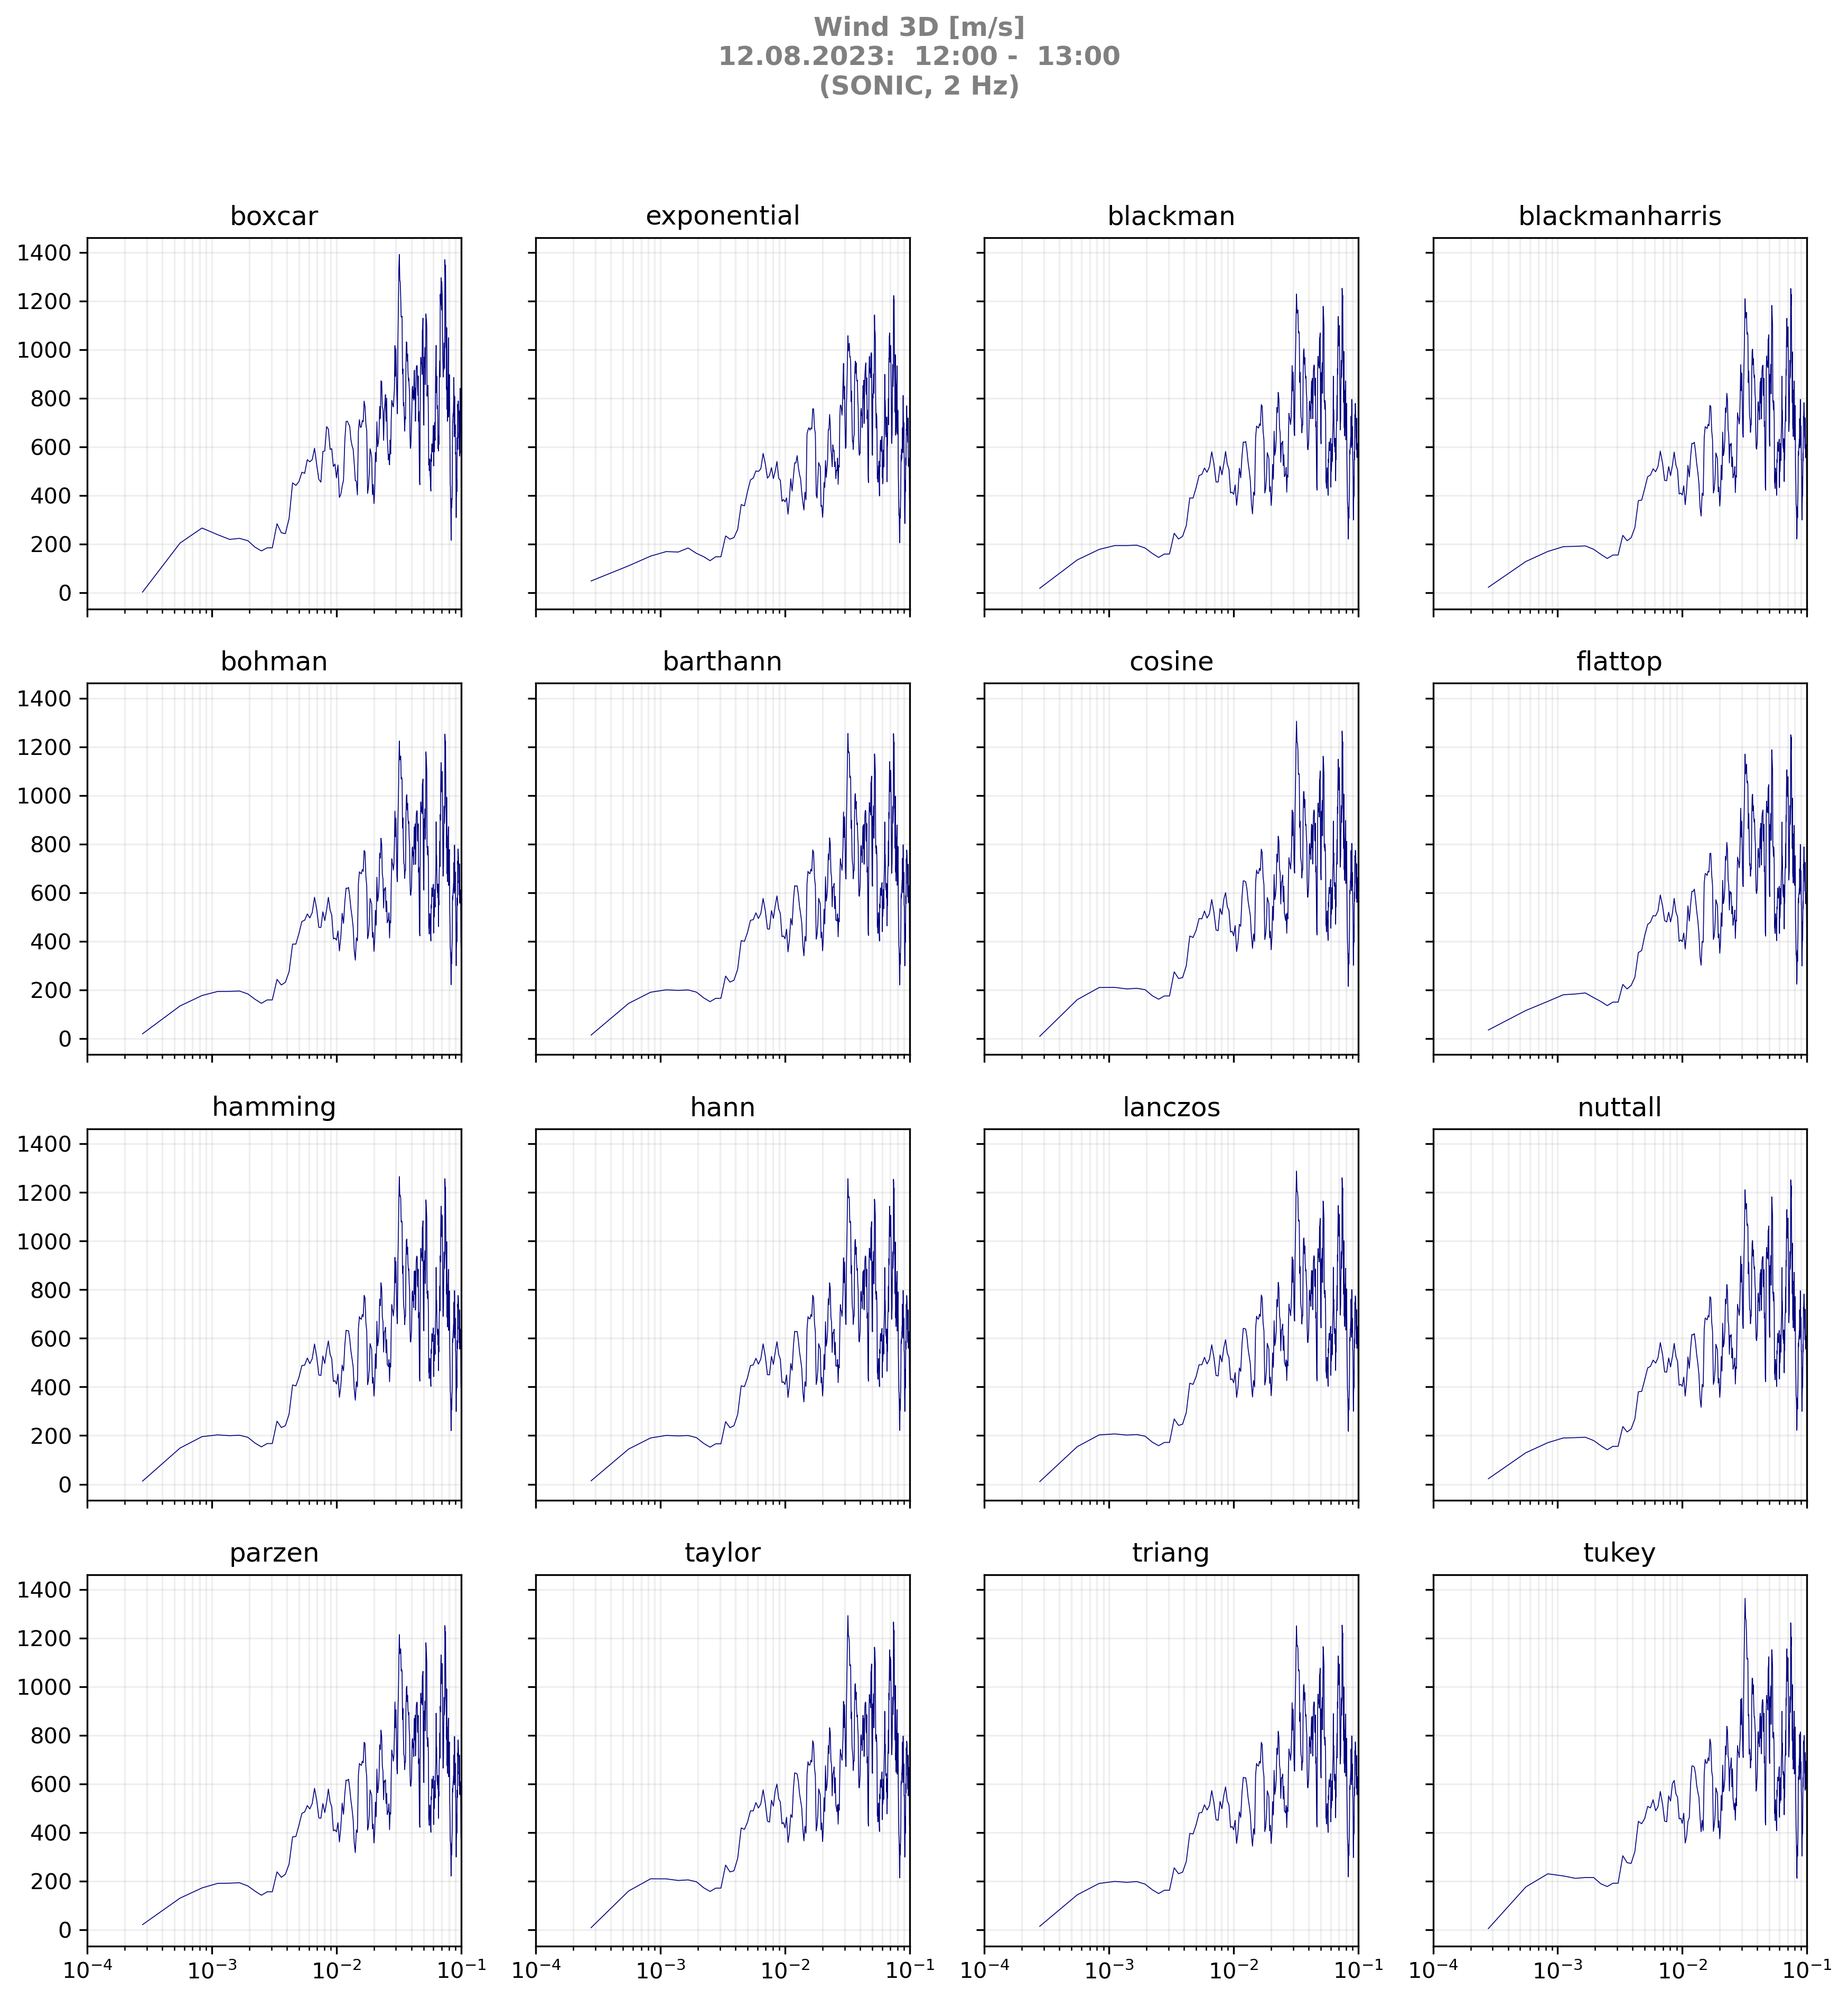 Wind 3D [m/s]
12.08.2023:  12:00 -  13:00
(SONIC, 2 Hz)
boxcar
exponential
blackman
blackmanharris
1400
1200
1000
800
600
400
200
0
bohman
barthann
cosine
flattop
1400
1200
1000
800
600
400
200
0
hamming
hann
lanczos
nuttall
1400
1200
1000
800
600
400
200
0
parzen
taylor
triang
tukey
1400
1200
1000
800
600
400
200
0
10⁻⁴ 10⁻³ 10⁻² 10⁻¹
10⁻⁴ 10⁻³ 10⁻² 10⁻¹
10⁻⁴ 10⁻³ 10⁻² 10⁻¹
10⁻⁴ 10⁻³ 10⁻² 10⁻¹